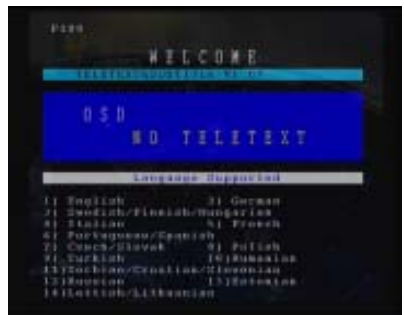 P100
WELCOME
OSD
NO TELETEXT
Language Supported
1) English 2) German
3) Swedish/Finnish/Hungarian
4) Italian 5) French
6) Portuguese/Spanish
7) Czech/Slovak 8) Polish
9) Turkish 10)Rumanian
11)Serbian/Croatian/Slovenian
12)Russian 13)Estonian
14)Lettish/Lithuanian